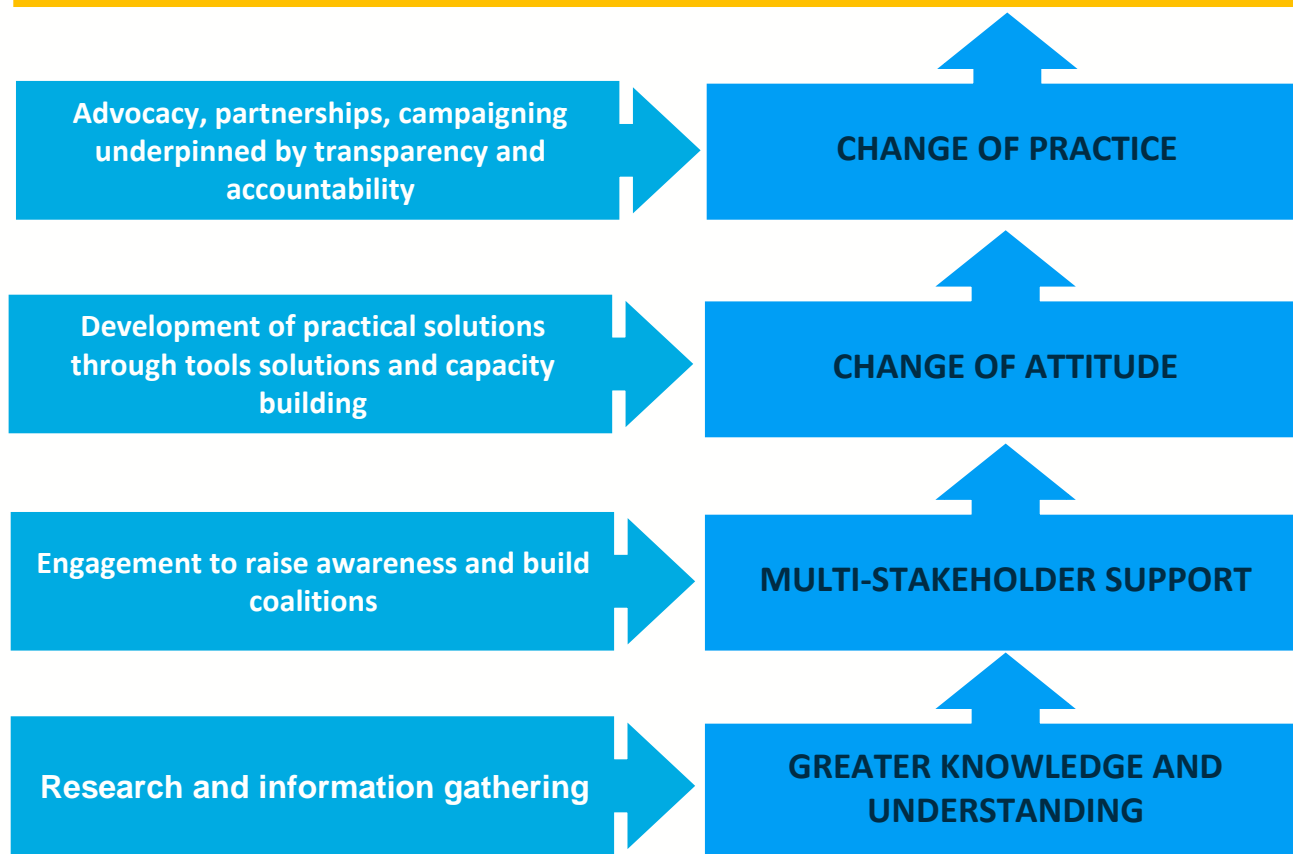 Advocacy, partnerships, campaigning
underpinned by transparency and
accountability
CHANGE OF PRACTICE
Development of practical solutions
through tools solutions and capacity
building
CHANGE OF ATTITUDE
Engagement to raise awareness and build
coalitions
MULTI-STAKEHOLDER SUPPORT
Research and information gathering
GREATER KNOWLEDGE AND
UNDERSTANDING